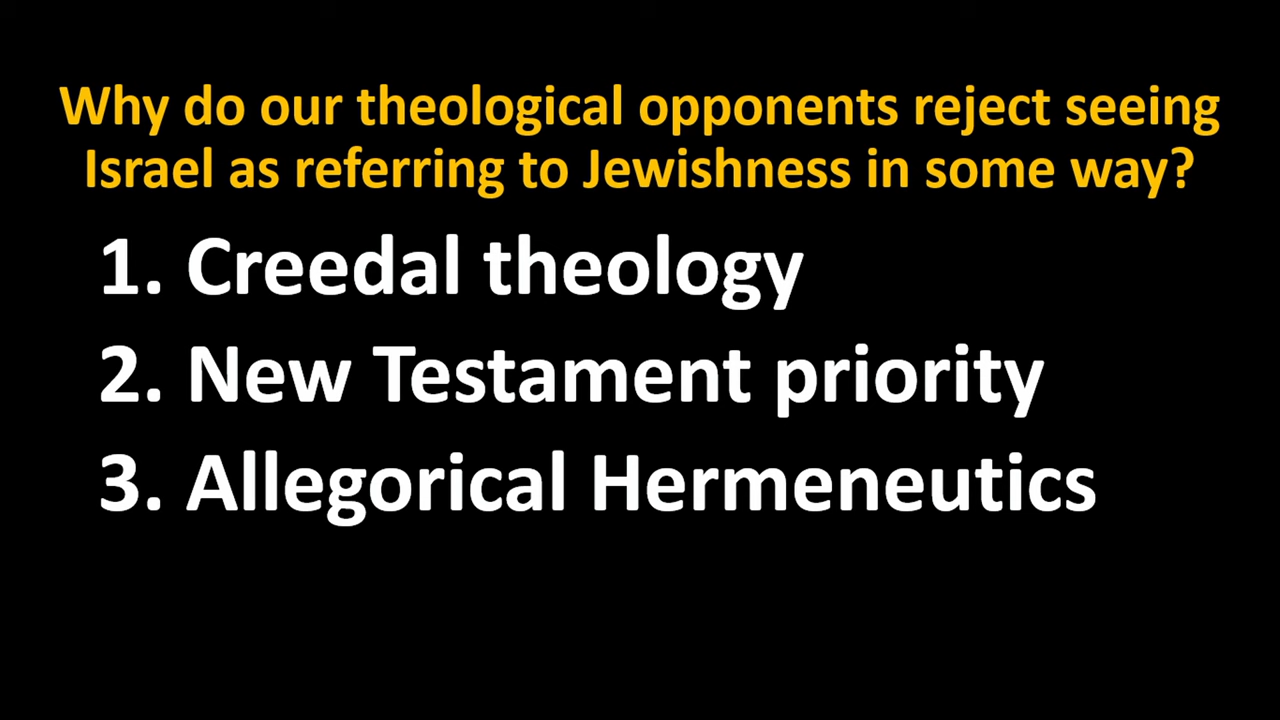 Why do our theological opponents reject seeing
Israel as referring to Jewishness in some way?
1. Creedal theology
2. New Testament priority
3. Allegorical Hermeneutics